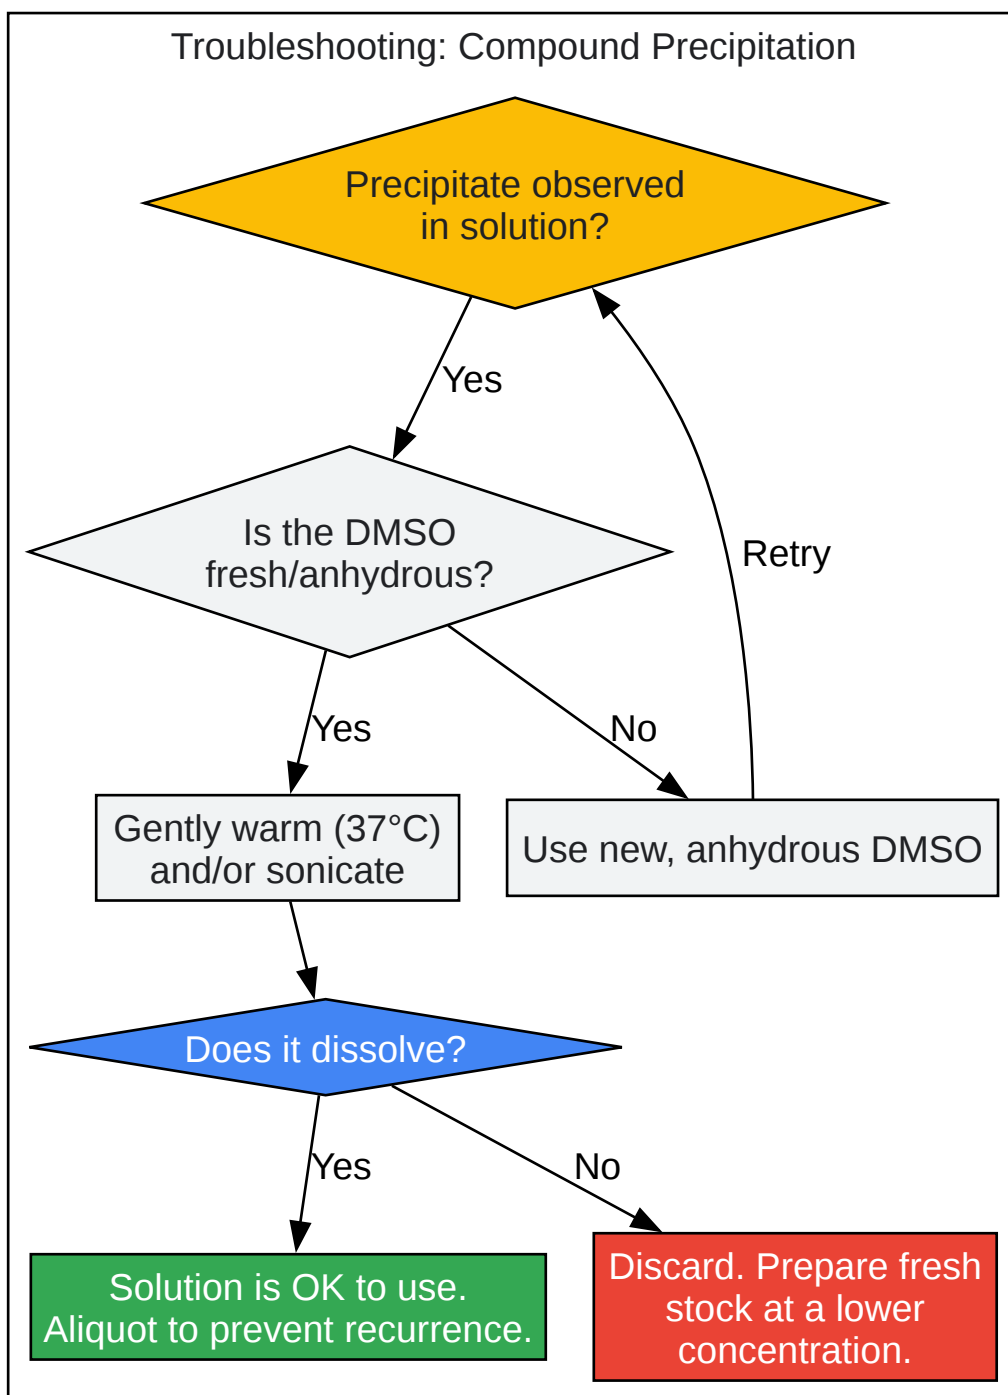 Troubleshooting: Compound Precipitation
Precipitate observed
in solution?
Yes
Is the DMSO
fresh/anhydrous?
Retry
Yes
No
Gently warm (37°C)
and/or sonicate
Use new, anhydrous DMSO
Does it dissolve?
Yes
No
Solution is OK to use.
Aliquot to prevent recurrence.
Discard. Prepare fresh
stock at a lower
concentration.